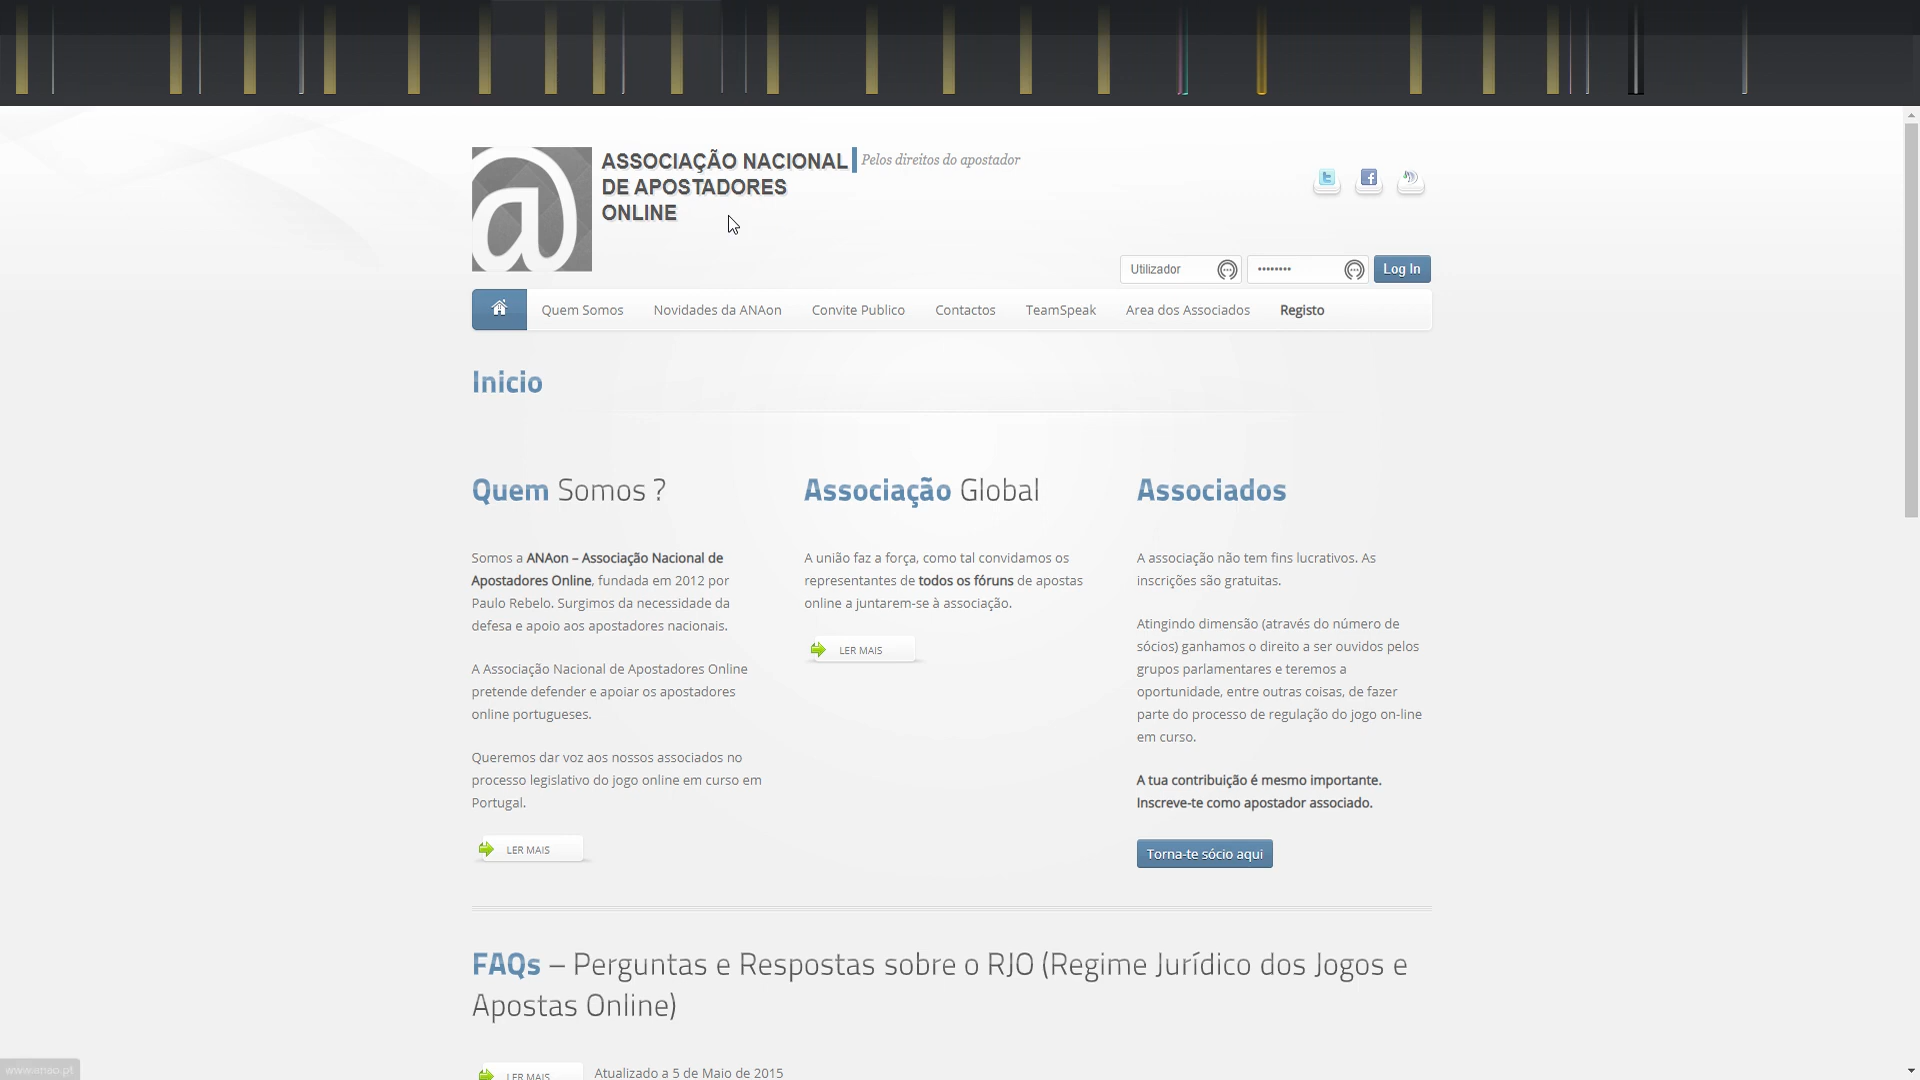 ASSOCIAÇÃO NACIONAL
DE APOSTADORES
ONLINE
Pelos direitos do apostador
Utilizador
••••••••
Log In
Quem Somos
Novidades da ANAon
Convite Publico
Contactos
TeamSpeak
Area dos Associados
Registo
Inicio
Quem Somos ?
Somos a ANAon – Associação Nacional de
Apostadores Online, fundada em 2012 por
Paulo Rebelo. Surgimos da necessidade da
defesa e apoio aos apostadores nacionais.
A Associação Nacional de Apostadores Online
pretende defender e apoiar os apostadores
online portugueses.
Queremos dar voz aos nossos associados no
processo legislativo do jogo online em curso em
Portugal.
LER MAIS
Associação Global
A união faz a força, como tal convidamos os
representantes de todos os fóruns de apostas
online a juntarem-se à associação.
LER MAIS
Associados
A associação não tem fins lucrativos. As
inscrições são gratuitas.
Atingindo dimensão (através do número de
sócios) ganhamos o direito a ser ouvidos pelos
grupos parlamentares e teremos a
oportunidade, entre outras coisas, de fazer
parte do processo de regulação do jogo on-line
em curso.
A tua contribuição é mesmo importante.
Inscreve-te como apostador associado.
Torna-te sócio aqui
FAQs – Perguntas e Respostas sobre o RJO (Regime Jurídico dos Jogos e
Apostas Online)
LER MAIS
Atualizado a 5 de Maio de 2015